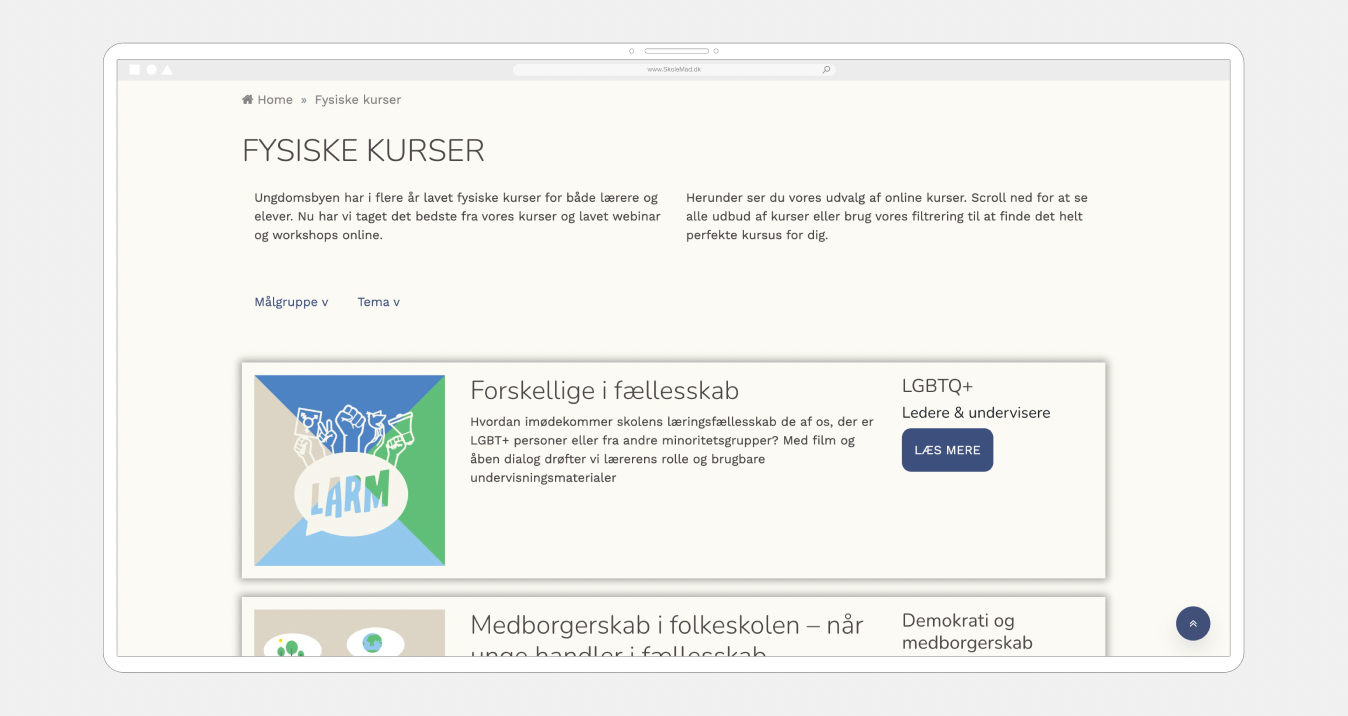 www.SkoleMad.dk
Home » Fysiske kurser
FYSISKE KURSER
Ungdomsbyen har i flere år lavet fysiske kurser for både lærere og
elever. Nu har vi taget det bedste fra vores kurser og lavet webinar
og workshops online.
Herunder ser du vores udvalg af online kurser. Scroll ned for at se
alle udbud af kurser eller brug vores filtrering til at finde det helt
perfekte kursus for dig.
Målgruppe v
Tema v
LARM
Forskellige i fællesskab
Hvordan imødekommer skolens læringsfællesskab de af os, der er
LGBT+ personer eller fra andre minoritetsgrupper? Med film og
åben dialog drøfter vi lærerens rolle og brugbare
undervisningsmaterialer
LGBTQ+
Ledere & undervisere
LÆS MERE
Medborgerskab i folkeskolen – når
unge handler i fællesskab
Demokrati og
medborgerskab